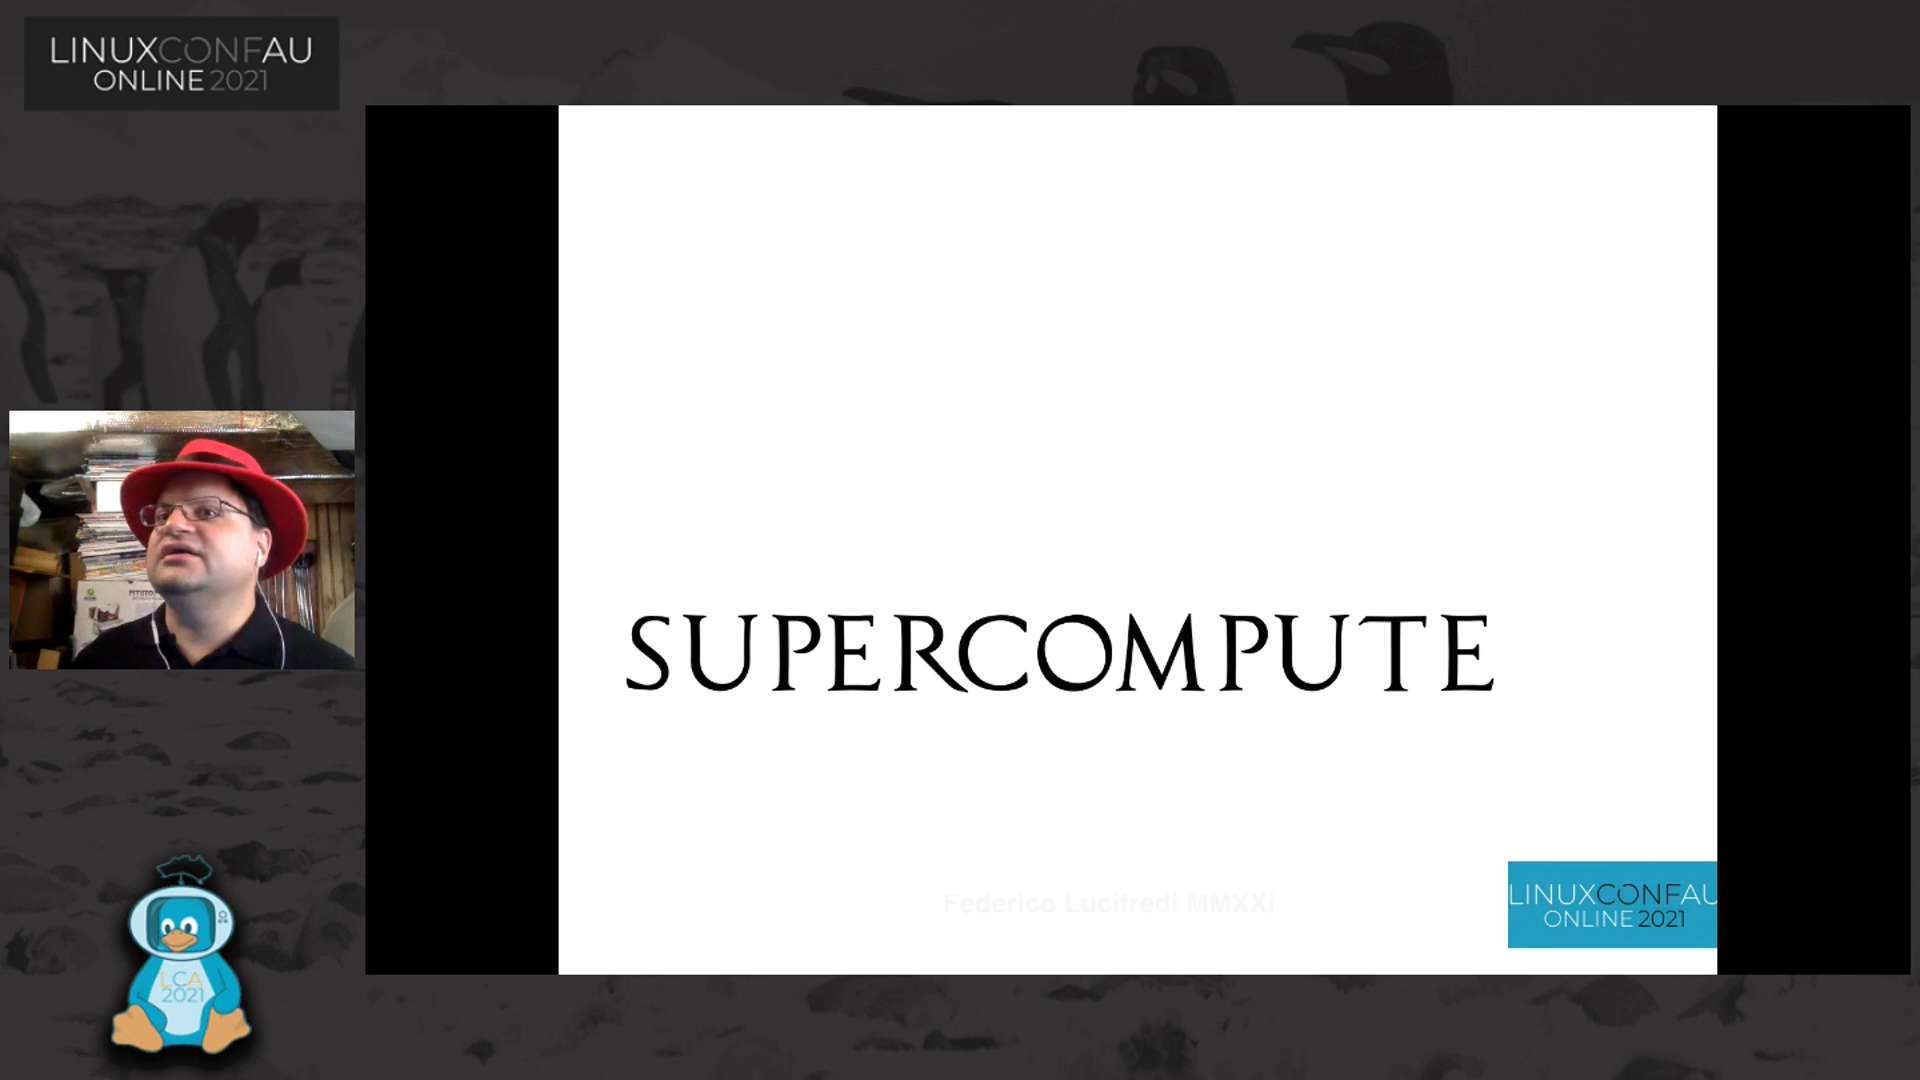 LINUXCONFAU
ONLINE 2021
SUPERCOMPUTE
Federico Lucifredi MMXXi
LINUXCONFAU
ONLINE 2021
LCA
2021